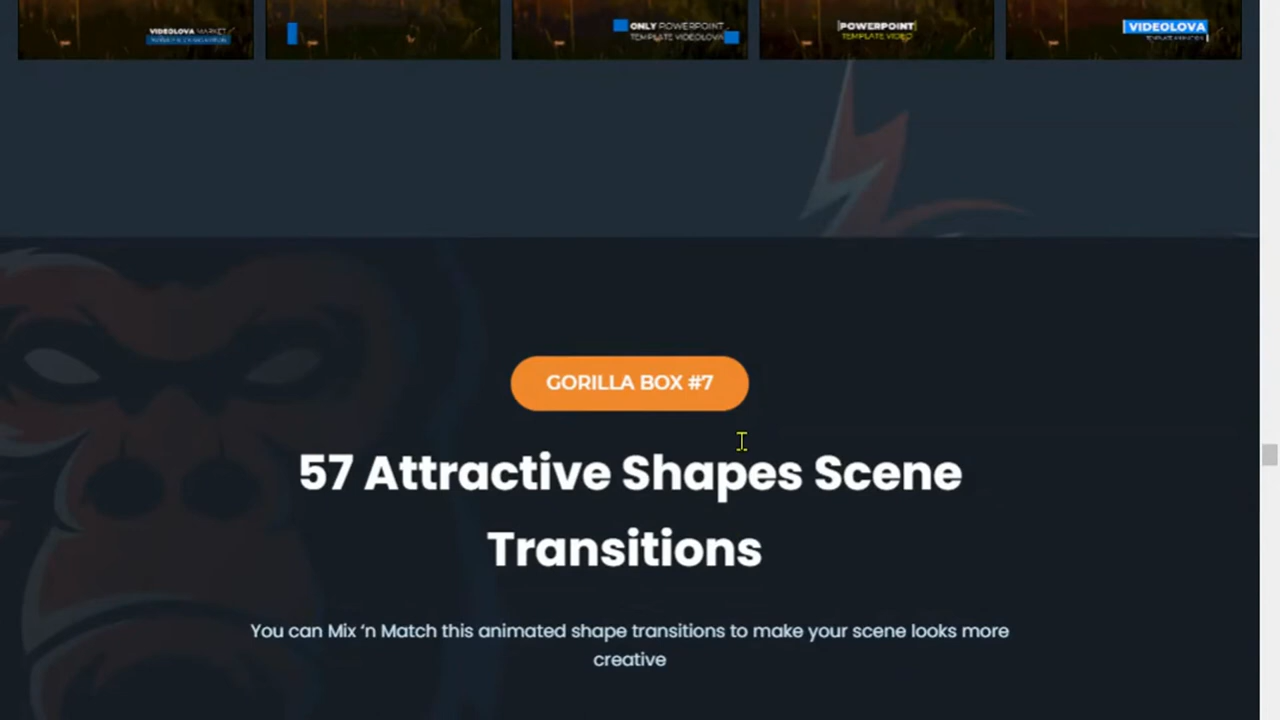 VIDEOLOVA MARKET
ONLY POWERPOINT
TEMPLATE VIDEOLOVA
POWERPOINT
TEMPLATE VIDEO
VIDEOLOVA
GORILLA BOX #7
57 Attractive Shapes Scene
Transitions
You can Mix ‘n Match this animated shape transitions to make your scene looks more
creative